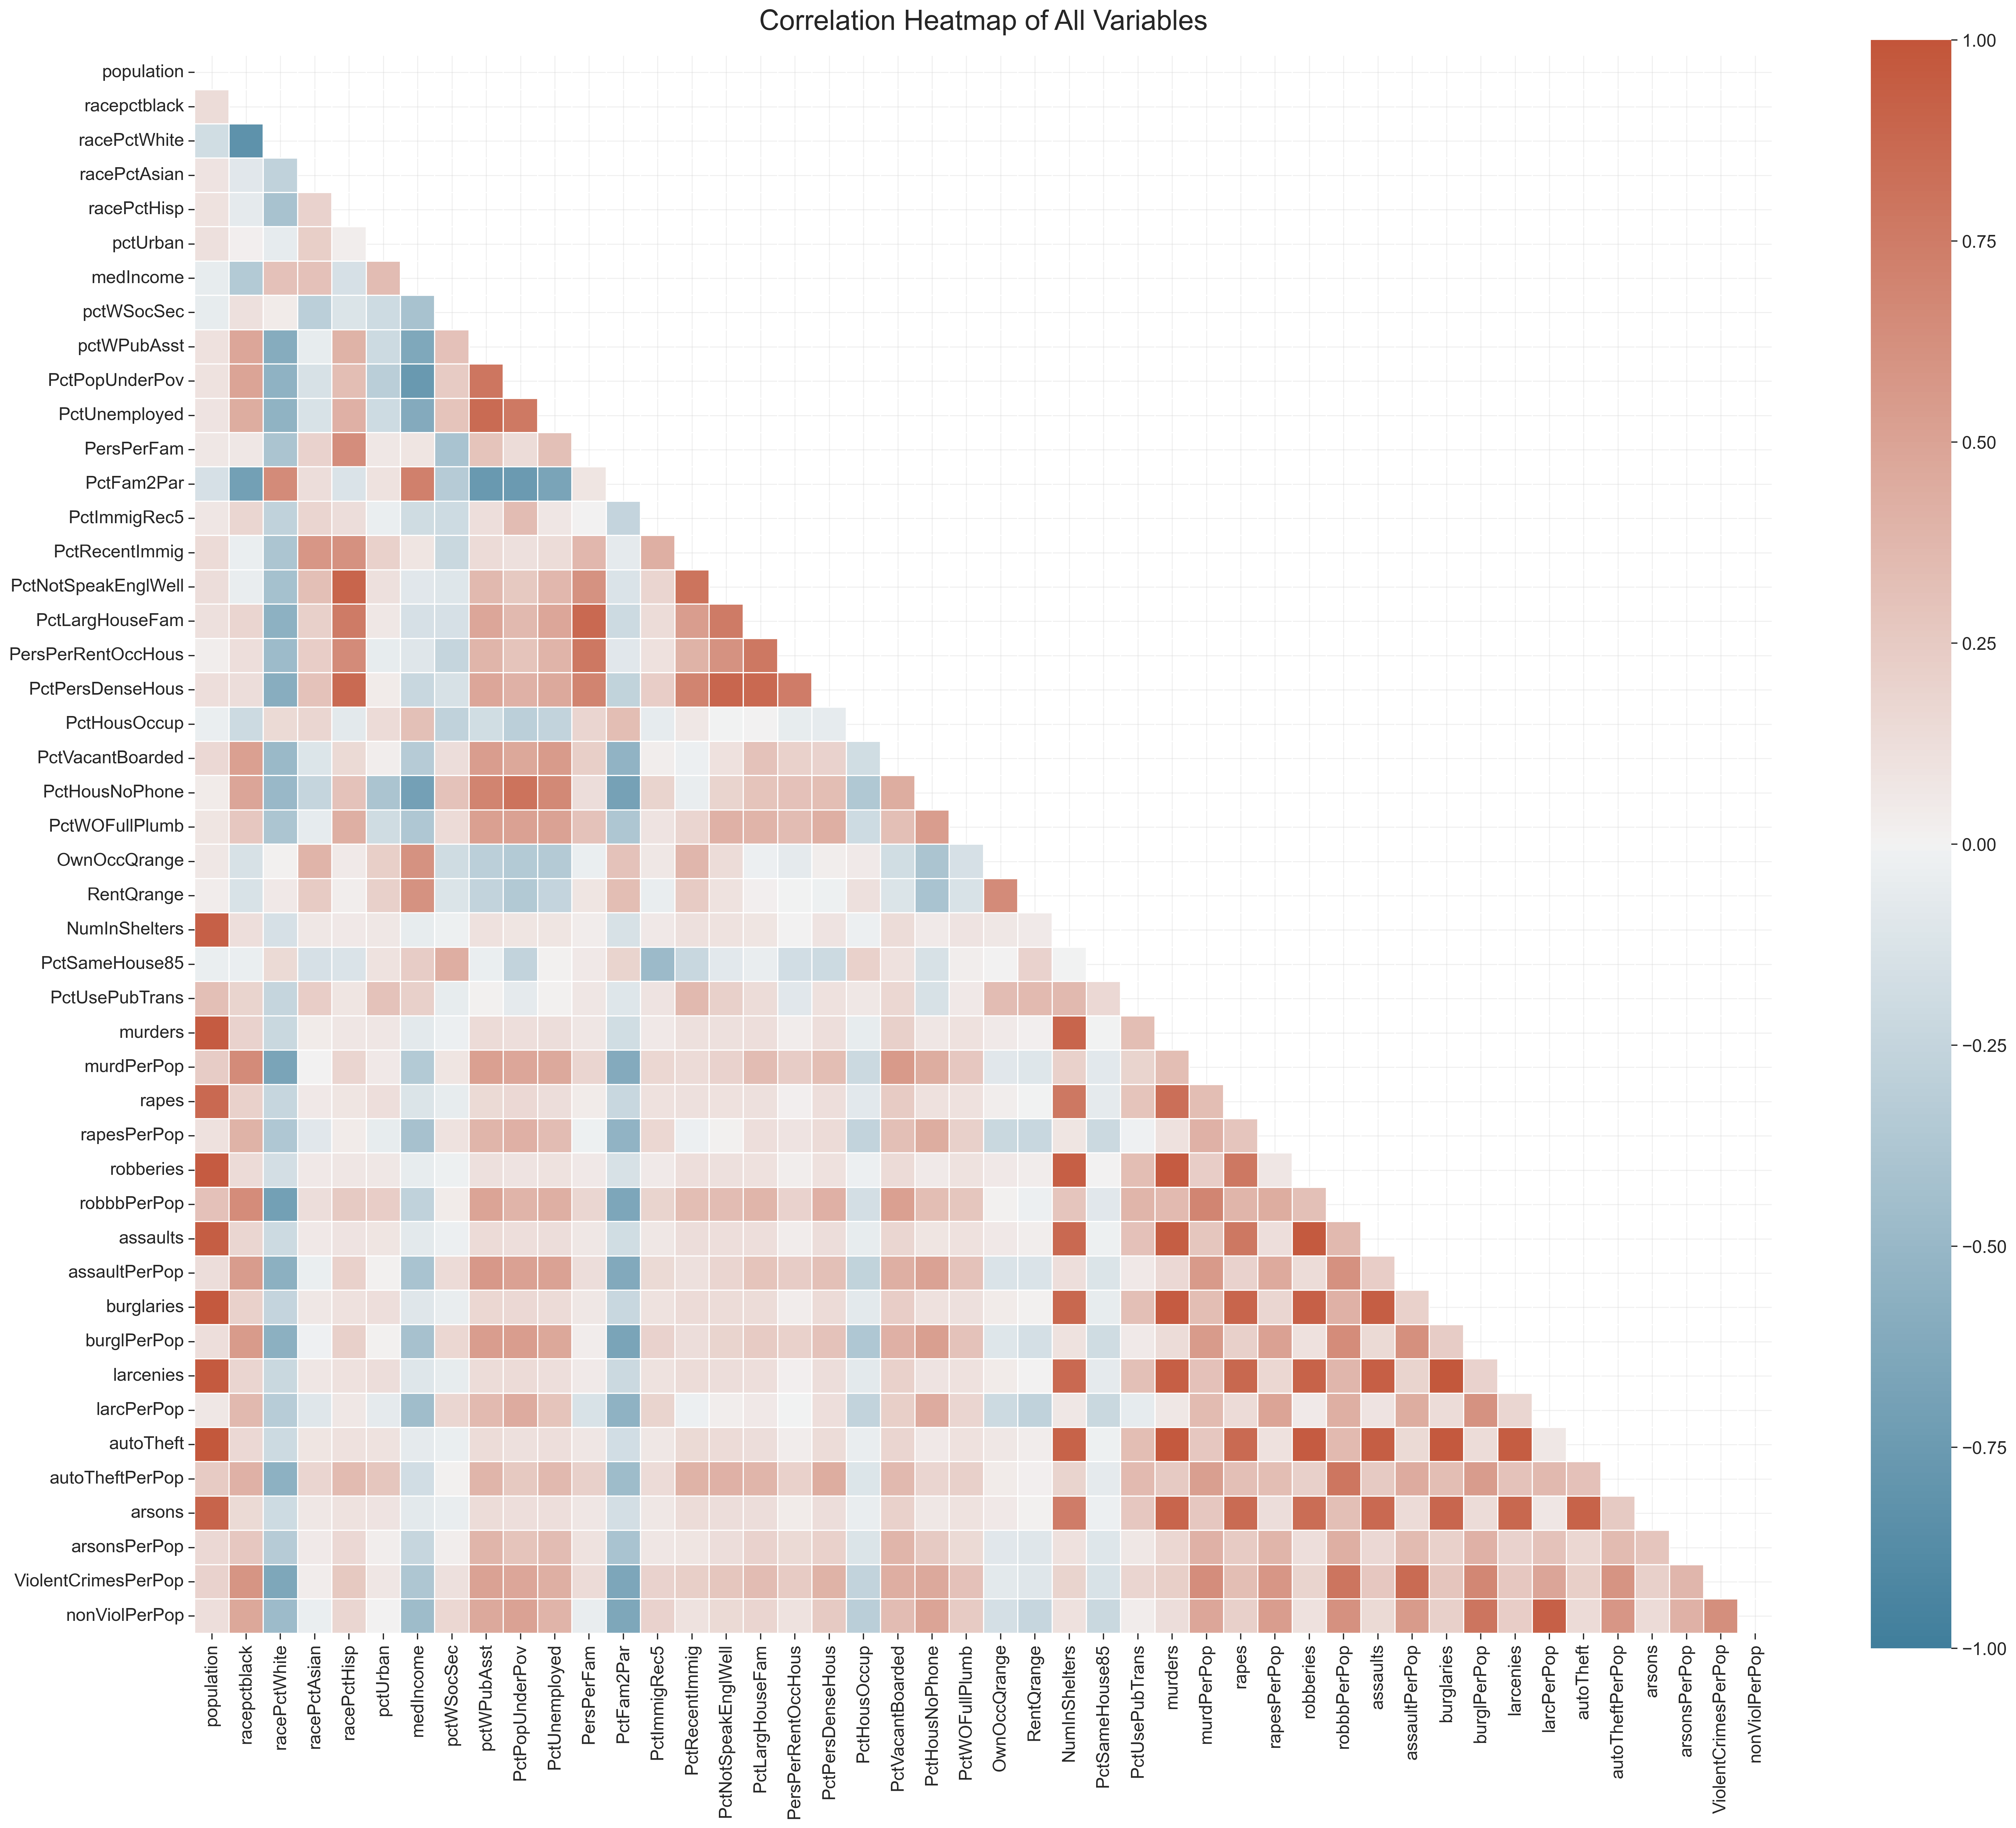 Correlation Heatmap of All Variables
population
racepctblack
racePctWhite
racePctAsian
racePctHisp
pctUrban
medIncome
pctWSocSec
pctWPubAsst
PctPopUnderPov
PctUnemployed
PersPerFam
PctFam2Par
PctImmigRec5
PctRecentImmig
PctNotSpeakEnglWell
PctLargHouseFam
PersPerRentOccHous
PctPersDenseHous
PctHousOccup
PctVacantBoarded
PctHousNoPhone
PctWOFullPlumb
OwnOccQrange
RentQrange
NumInShelters
PctSameHouse85
PctUsePubTrans
murders
murdPerPop
rapes
rapesPerPop
robberies
robbbPerPop
assaults
assaultPerPop
burglaries
burglPerPop
larcenies
larcPerPop
autoTheft
autoTheftPerPop
arsons
arsonsPerPop
ViolentCrimesPerPop
nonViolPerPop
population
racepctblack
racePctWhite
racePctAsian
racePctHisp
pctUrban
medIncome
pctWSocSec
pctWPubAsst
PctPopUnderPov
PctUnemployed
PersPerFam
PctFam2Par
PctImmigRec5
PctRecentImmig
PctNotSpeakEnglWell
PctLargHouseFam
PersPerRentOccHous
PctPersDenseHous
PctHousOccup
PctVacantBoarded
PctHousNoPhone
PctWOFullPlumb
OwnOccQrange
RentQrange
NumInShelters
PctSameHouse85
PctUsePubTrans
murders
murdPerPop
rapes
rapesPerPop
robberies
robbbPerPop
assaults
assaultPerPop
burglaries
burglPerPop
larcenies
larcPerPop
autoTheft
autoTheftPerPop
arsons
arsonsPerPop
ViolentCrimesPerPop
nonViolPerPop
1.00
0.75
0.50
0.25
0.00
−0.25
−0.50
−0.75
−1.00